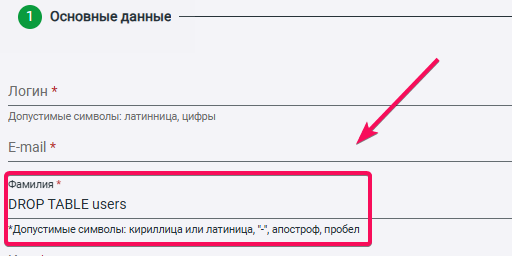 1 Основные данные
Логин *
Допустимые символы: латинница, цифры
E-mail *
Фамилия *
DROP TABLE users
*Допустимые символы: кириллица или латиница, "-", апостроф, пробел